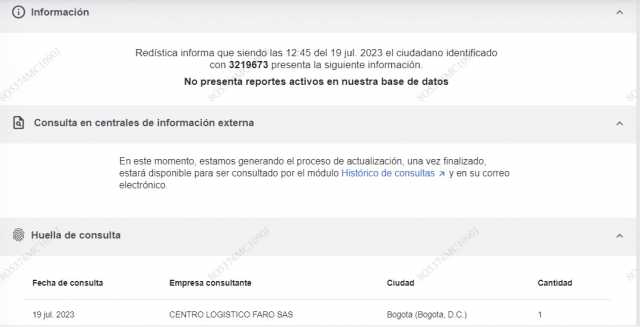 Información
Redística informa que siendo las 12:45 del 19 jul. 2023 el ciudadano identificado
con 3219673 presenta la siguiente información.
No presenta reportes activos en nuestra base de datos
Consulta en centrales de información externa
En este momento, estamos generando el proceso de actualización, una vez finalizado,
estará disponible para ser consultado por el módulo Histórico de consultas y en su correo
electrónico.
Huella de consulta
Fecha de consulta Empresa consultante Ciudad Cantidad
19 jul. 2023 CENTRO LOGISTICO FARO SAS Bogota (Bogota, D.C.) 1